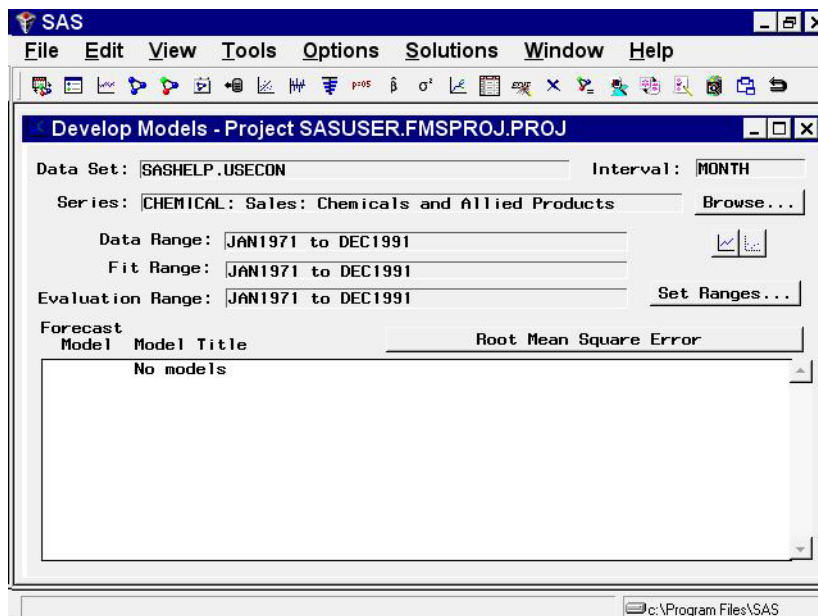 SAS
File Edit View Tools Options Solutions Window Help
p=05 β̂ σ²
Develop Models - Project SASUSER.FMSPROJ.PROJ
Data Set: SASHELP.USECON Interval: MONTH
Series: CHEMICAL: Sales: Chemicals and Allied Products Browse...
Data Range: JAN1971 to DEC1991
Fit Range: JAN1971 to DEC1991
Evaluation Range: JAN1971 to DEC1991 Set Ranges...
Forecast
Model Model Title Root Mean Square Error
No models
c:\Program Files\SAS